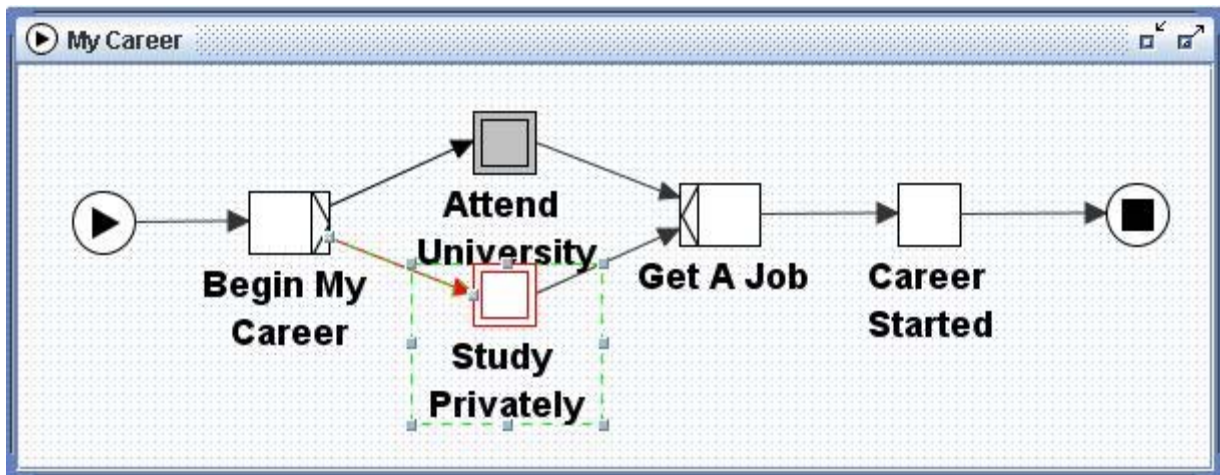 My Career
Attend
University
Begin My
Career
Get A Job
Career
Started
Study
Privately